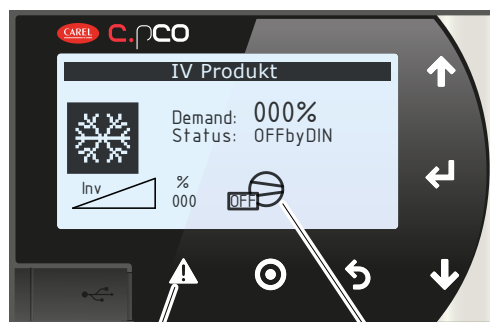 CAREL c.pCO
IV Produkt
Demand: 000%
Status: OFFbyDIN
Inv % 000
OFF